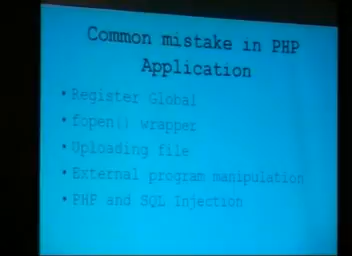 Common mistake in PHP
Application
• Register Global
• fopen() wrapper
• Uploading file
• External program manipulation
• PHP and SQL Injection